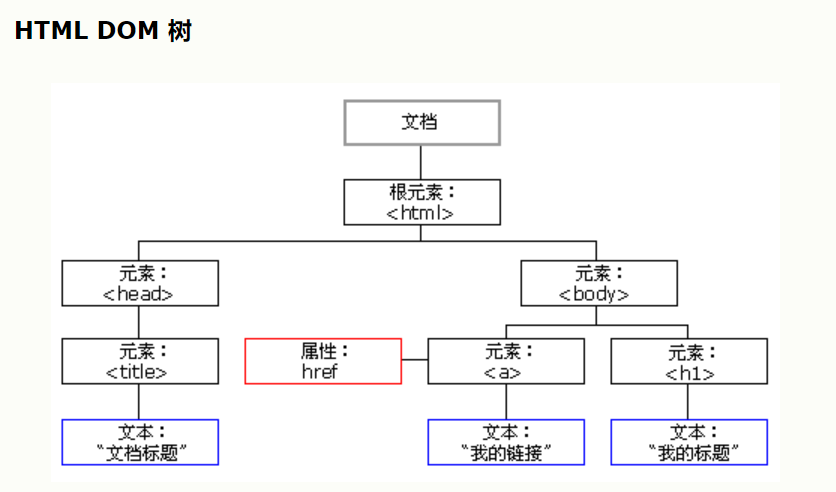 HTML DOM 树
文档
根元素：
<html>
元素：
<head>
元素：
<body>
元素：
<title>
属性：
href
元素：
<a>
元素：
<h1>
文本：
“文档标题”
文本：
“我的链接”
文本：
“我的标题”